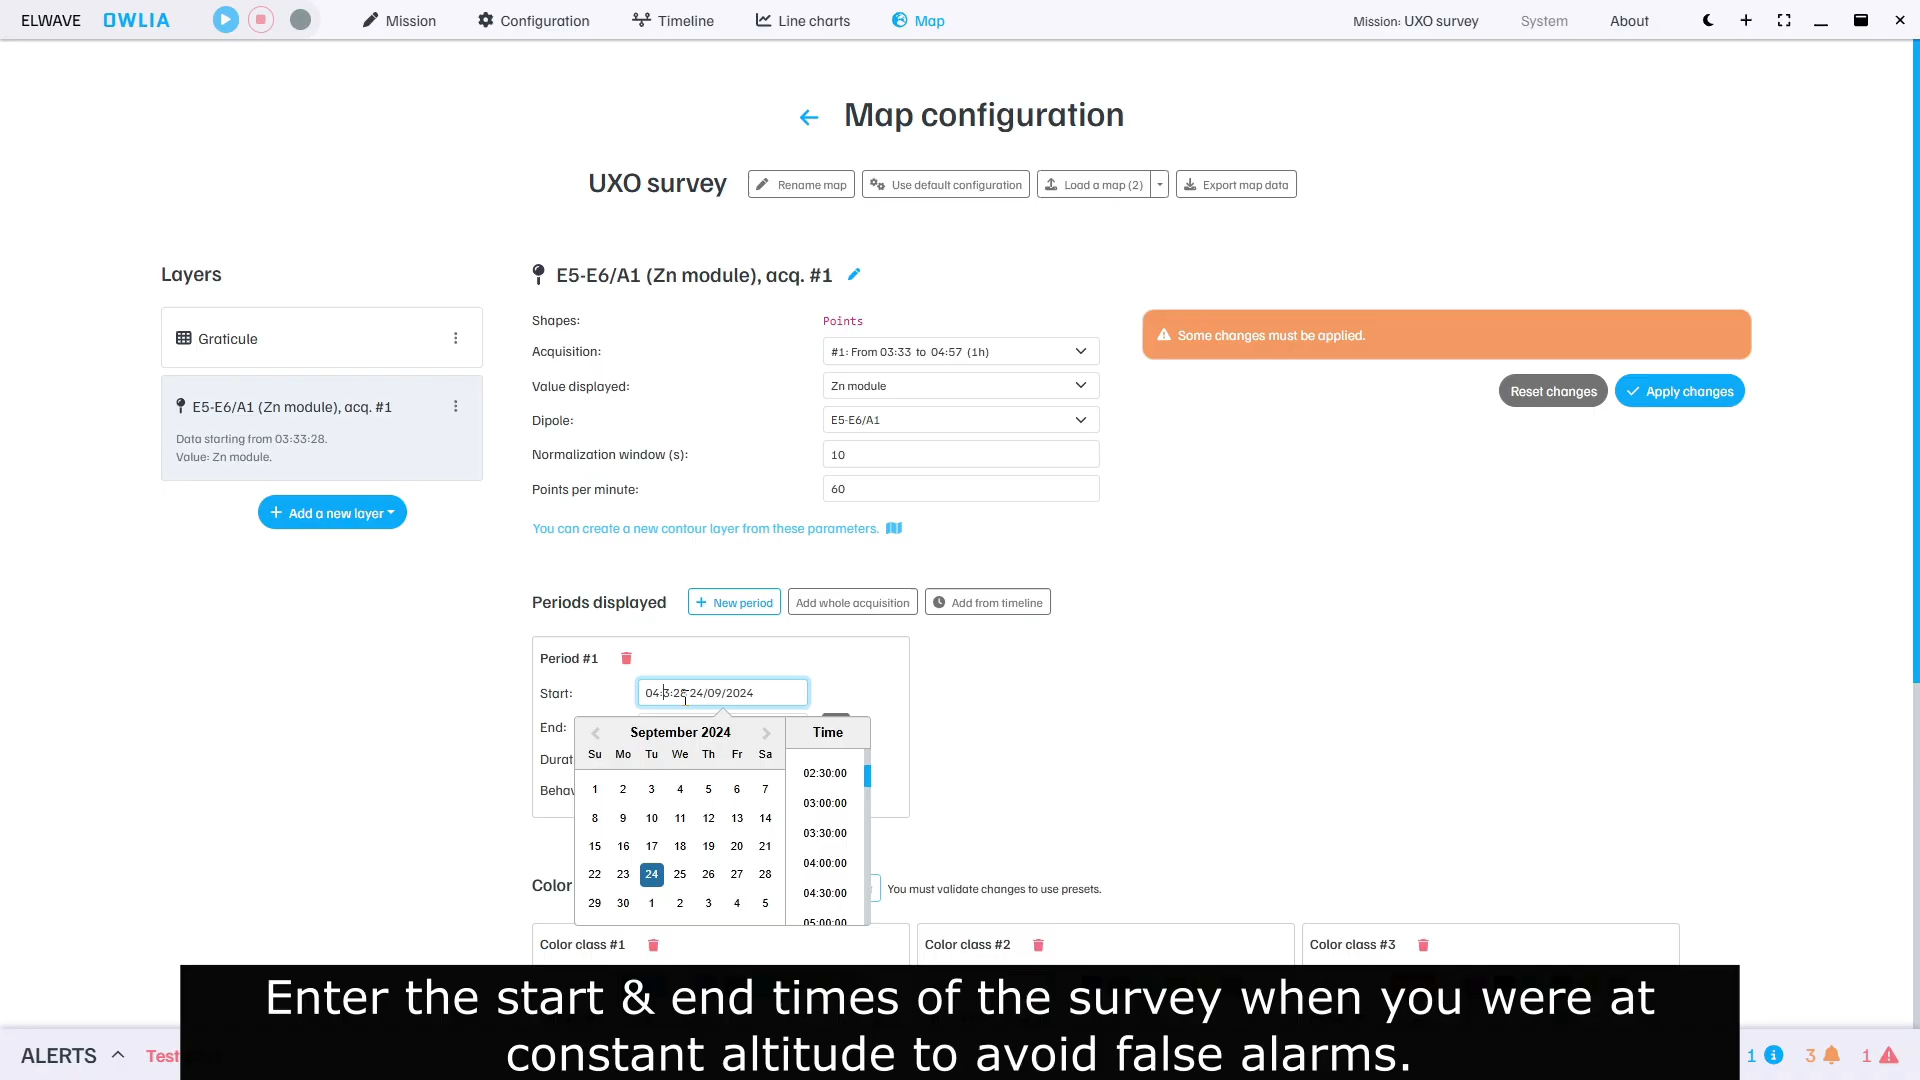 ELWAVE OWLIA Mission Configuration Timeline Line charts Map Mission: UXO survey System About
Map configuration
UXO survey Rename map Use default configuration Load a map (2) Export map data
Layers
Graticule
E5-E6/A1 (Zn module), acq. #1
Data starting from 03:33:28.
Value: Zn module.
Add a new layer
E5-E6/A1 (Zn module), acq. #1
Shapes: Points
Acquisition: #1: From 03:33 to 04:57 (1h)
Value displayed: Zn module
Dipole: E5-E6/A1
Normalization window (s): 10
Points per minute: 60
You can create a new contour layer from these parameters.
Some changes must be applied.
Reset changes Apply changes
Periods displayed New period Add whole acquisition Add from timeline
Period #1
Start: 04:3:28 24/09/2024
End:
September 2024 Time
Su Mo Tu We Th Fr Sa
1 2 3 4 5 6 7
8 9 10 11 12 13 14
15 16 17 18 19 20 21
22 23 24 25 26 27 28
29 30 1 2 3 4 5
02:30:00
03:00:00
03:30:00
04:00:00
04:30:00
05:00:00
Durat
Behav
Color You must validate changes to use presets.
Color class #1 Color class #2 Color class #3
Enter the start & end times of the survey when you were at
constant altitude to avoid false alarms.
ALERTS Test 1 3 1